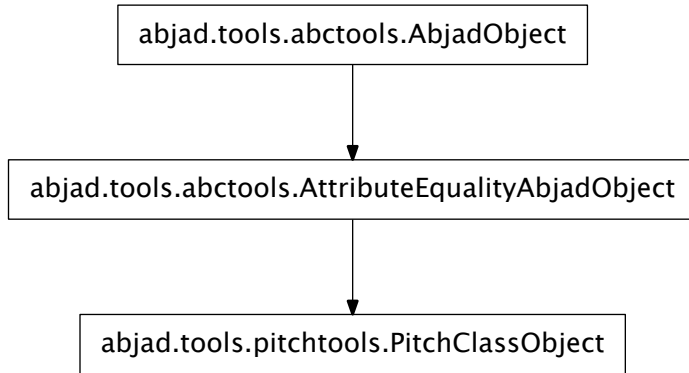 abjad.tools.abctools.AbjadObject
abjad.tools.abctools.AttributeEqualityAbjadObject
abjad.tools.pitchtools.PitchClassObject